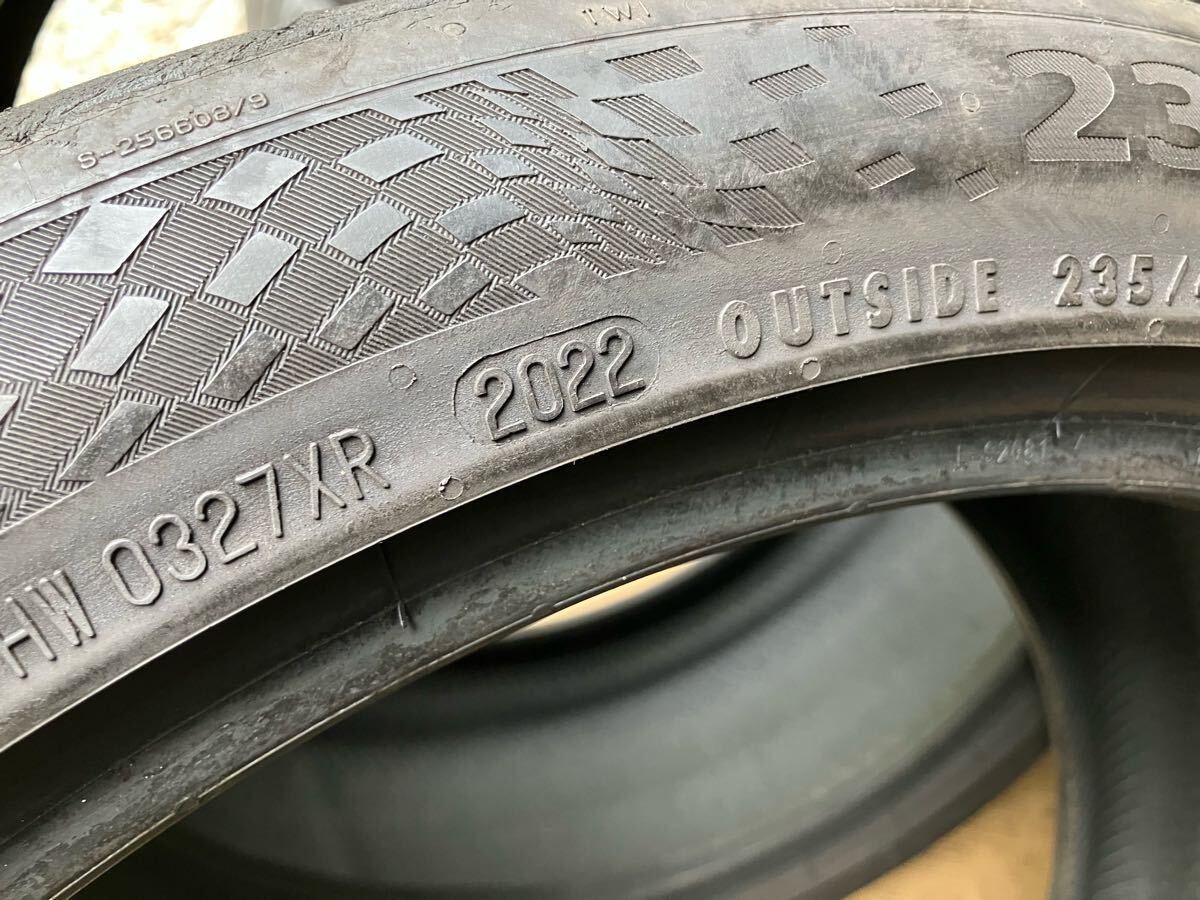 TWI
S-256608/9
23
OUTSIDE 235/
2022
HW 0327XR